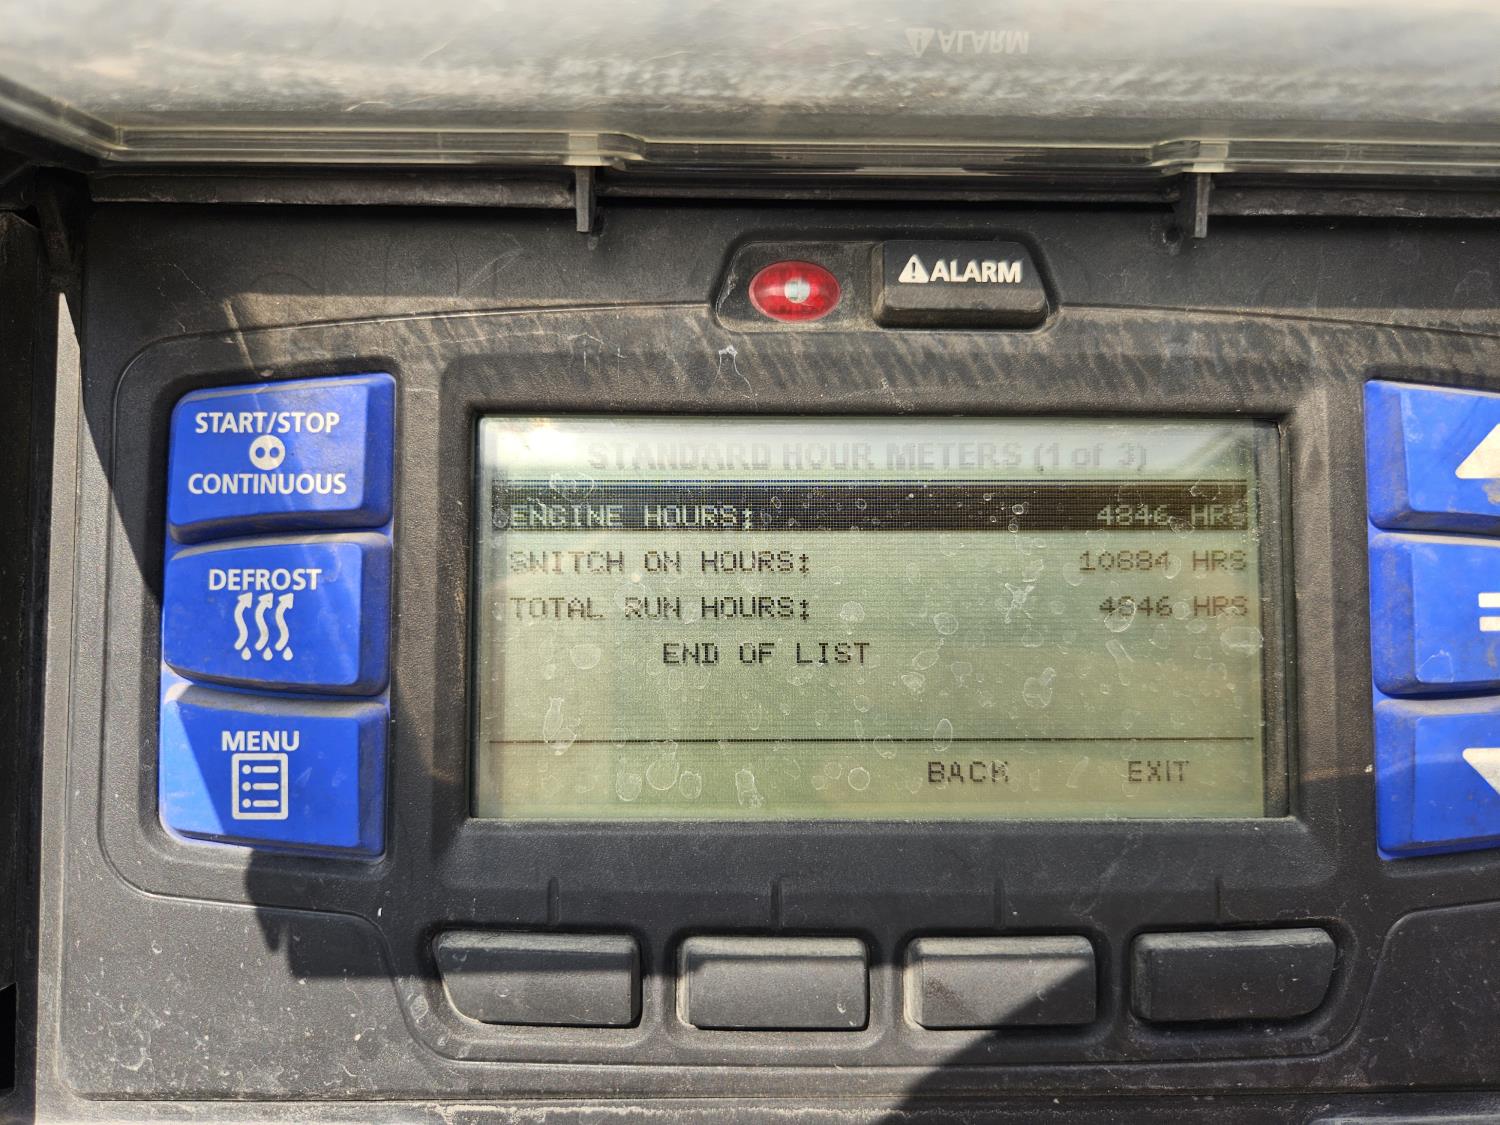 ALARM
START/STOP
CONTINUOUS
DEFROST
MENU
STANDARD HOUR METERS (1 of 3)
ENGINE HOURS: 4846 HRS
SWITCH ON HOURS: 10884 HRS
TOTAL RUN HOURS: 4846 HRS
END OF LIST
BACK EXIT